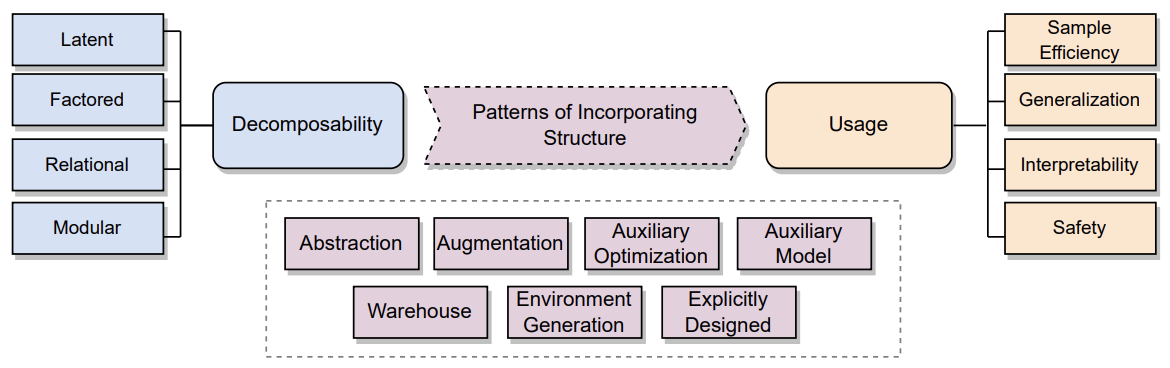 Latent
Factored
Relational
Modular
Decomposability
Patterns of Incorporating
Structure
Usage
Sample
Efficiency
Generalization
Interpretability
Safety
Abstraction
Augmentation
Auxiliary
Optimization
Auxiliary
Model
Warehouse
Environment
Generation
Explicitly
Designed